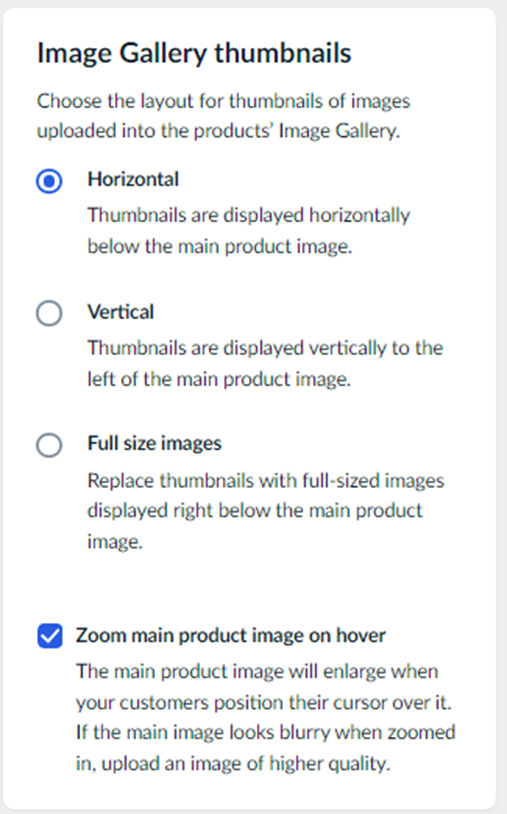 Image Gallery thumbnails
Choose the layout for thumbnails of images
uploaded into the products’ Image Gallery.
Horizontal
Thumbnails are displayed horizontally
below the main product image.
Vertical
Thumbnails are displayed vertically to the
left of the main product image.
Full size images
Replace thumbnails with full-sized images
displayed right below the main product
image.
Zoom main product image on hover
The main product image will enlarge when
your customers position their cursor over it.
If the main image looks blurry when zoomed
in, upload an image of higher quality.